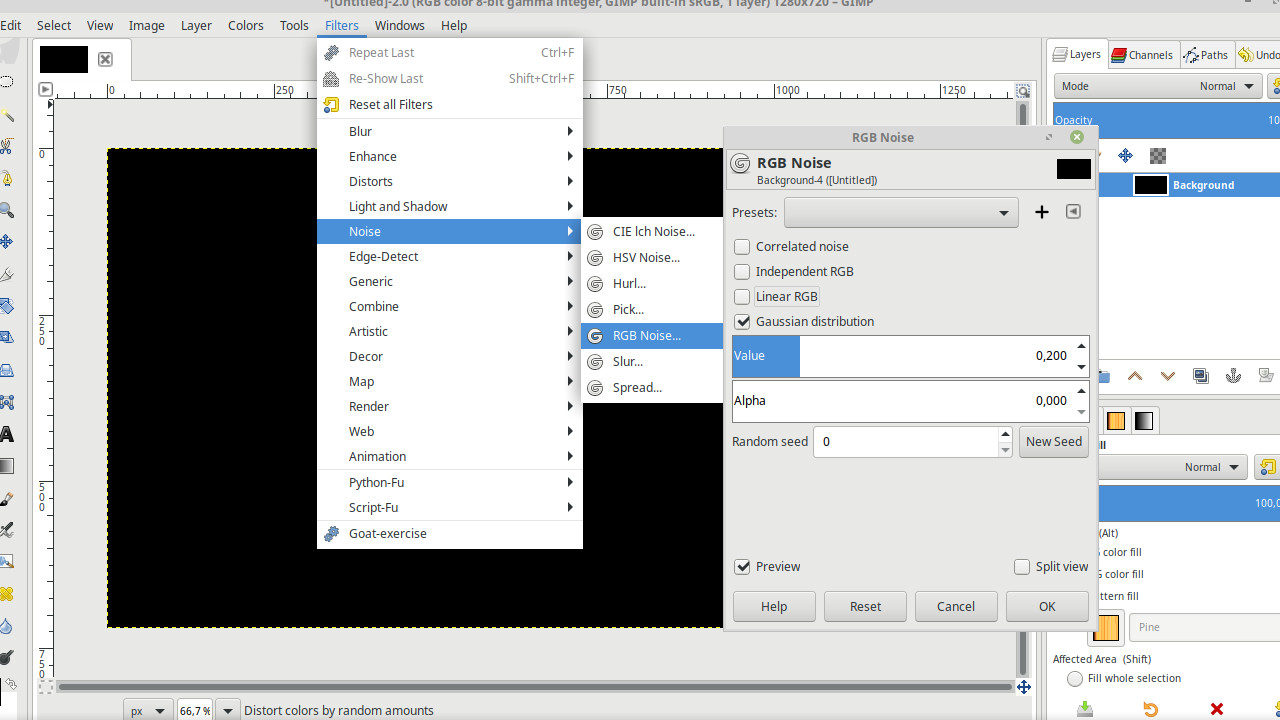 *[Untitled]-2.0 (RGB color 8-bit gamma integer, GIMP built-in sRGB, 1 layer) 1280x720 – GIMP
Edit Select View Image Layer Colors Tools Filters Windows Help
Repeat Last Ctrl+F
Re-Show Last Shift+Ctrl+F
Reset all Filters
Blur
Enhance
Distorts
Light and Shadow
Noise
Edge-Detect
Generic
Combine
Artistic
Decor
Map
Render
Web
Animation
Python-Fu
Script-Fu
Goat-exercise
CIE lch Noise...
HSV Noise...
Hurl...
Pick...
RGB Noise...
Slur...
Spread...
0 250 750 1000 1250
0
250
500
750
RGB Noise
RGB Noise
Background-4 ([Untitled])
Presets:
Correlated noise
Independent RGB
Linear RGB
Gaussian distribution
Value 0,200
Alpha 0,000
Random seed 0 New Seed
Preview Split view
Help Reset Cancel OK
Layers Channels Paths Undo
Mode Normal
Opacity 10
Background
ll
Normal
100,0
(Alt)
G color fill
G color fill
ttern fill
Pine
Affected Area (Shift)
Fill whole selection
px 66,7 % Distort colors by random amounts